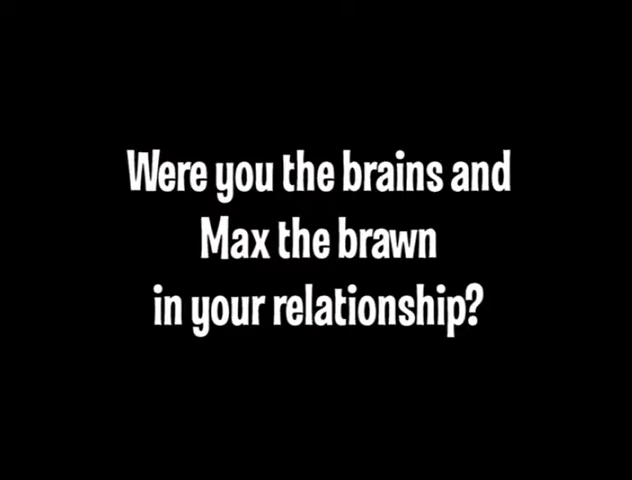 Were you the brains and
Max the brawn
in your relationship?